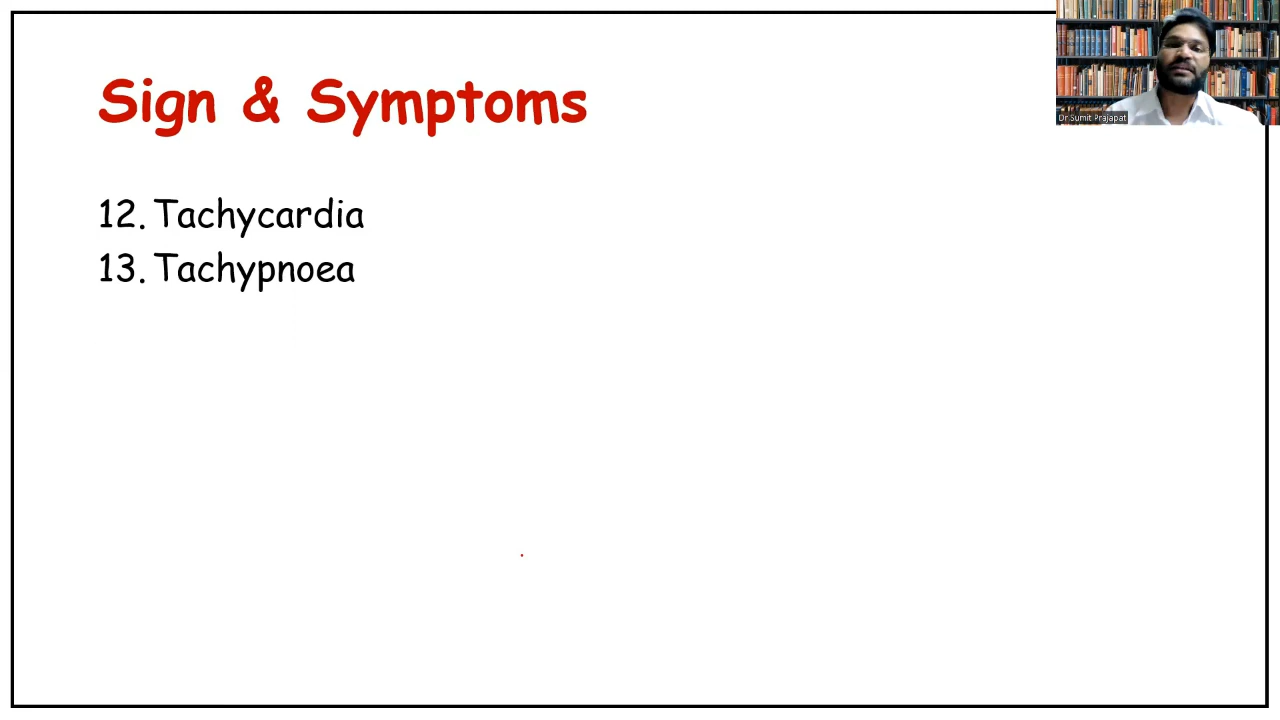 Sign & Symptoms
12. Tachycardia
13. Tachypnoea
Dr.Sumit Prajapat